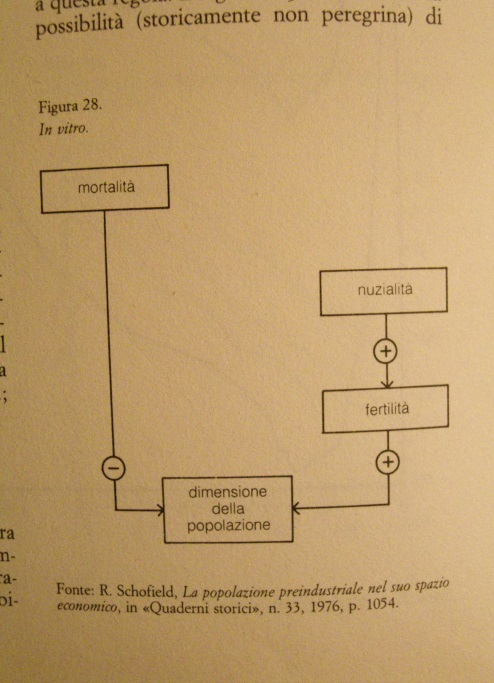 possibilità (storicamente non peregrina) di
Figura 28.
In vitro.
mortalità
nuzialità
+
fertilità
+
−
dimensione
della
popolazione
Fonte: R. Schofield, La popolazione preindustriale nel suo spazio
economico, in «Quaderni storici», n. 33, 1976, p. 1054.